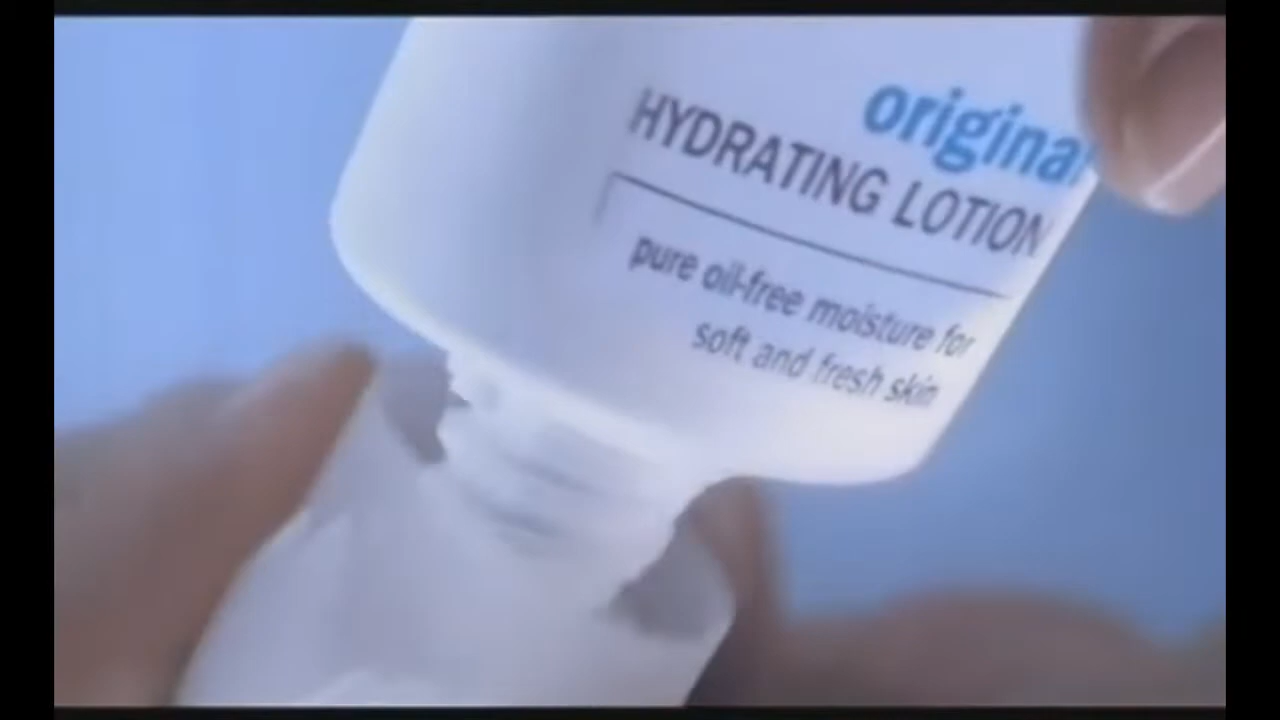 original
HYDRATING LOTION
pure oil-free moisture for
soft and fresh skin